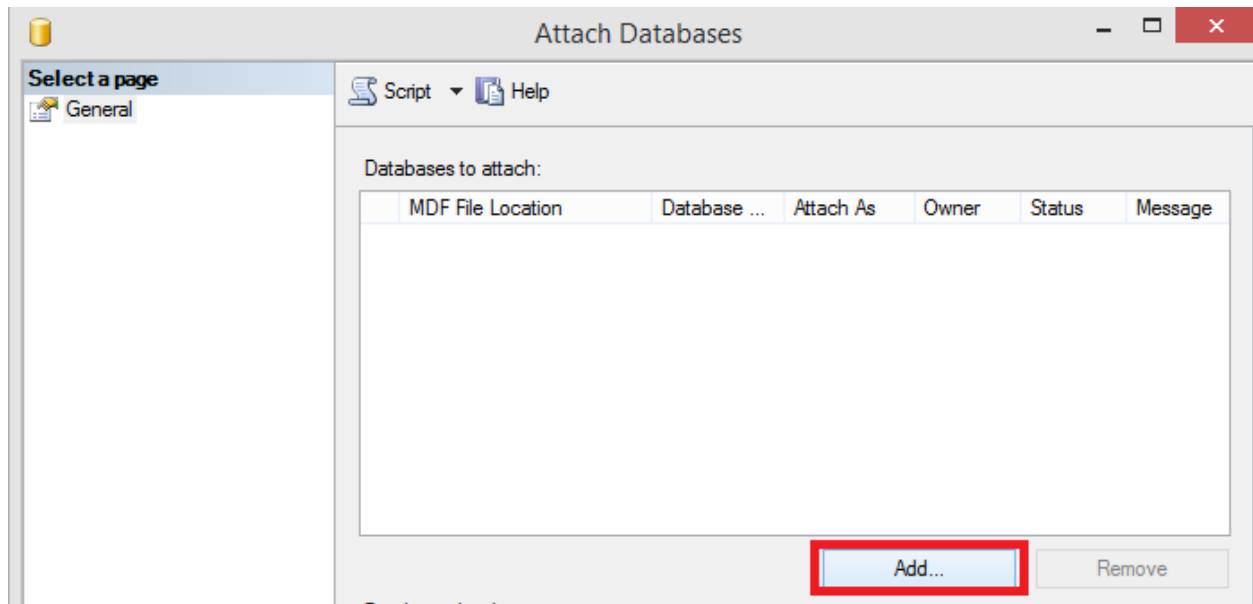 Attach Databases
Select a page
General
Script Help
Databases to attach:
MDF File Location Database ... Attach As Owner Status Message
Add... Remove